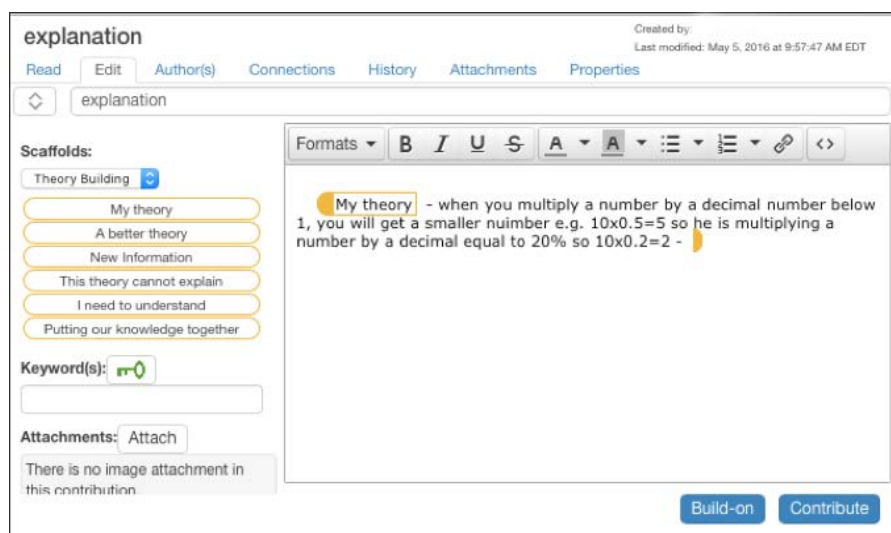 explanation
Created by:
Last modified: May 5, 2016 at 9:57:47 AM EDT
Read Edit Author(s) Connections History Attachments Properties
explanation
Scaffolds:
Theory Building
My theory
A better theory
New Information
This theory cannot explain
I need to understand
Putting our knowledge together
Keyword(s):
Attachments: Attach
There is no image attachment in
this contribution
Formats B I U S A A
My theory - when you multiply a number by a decimal number below
1, you will get a smaller nuimber e.g. 10x0.5=5 so he is multiplying a
number by a decimal equal to 20% so 10x0.2=2 -
Build-on Contribute